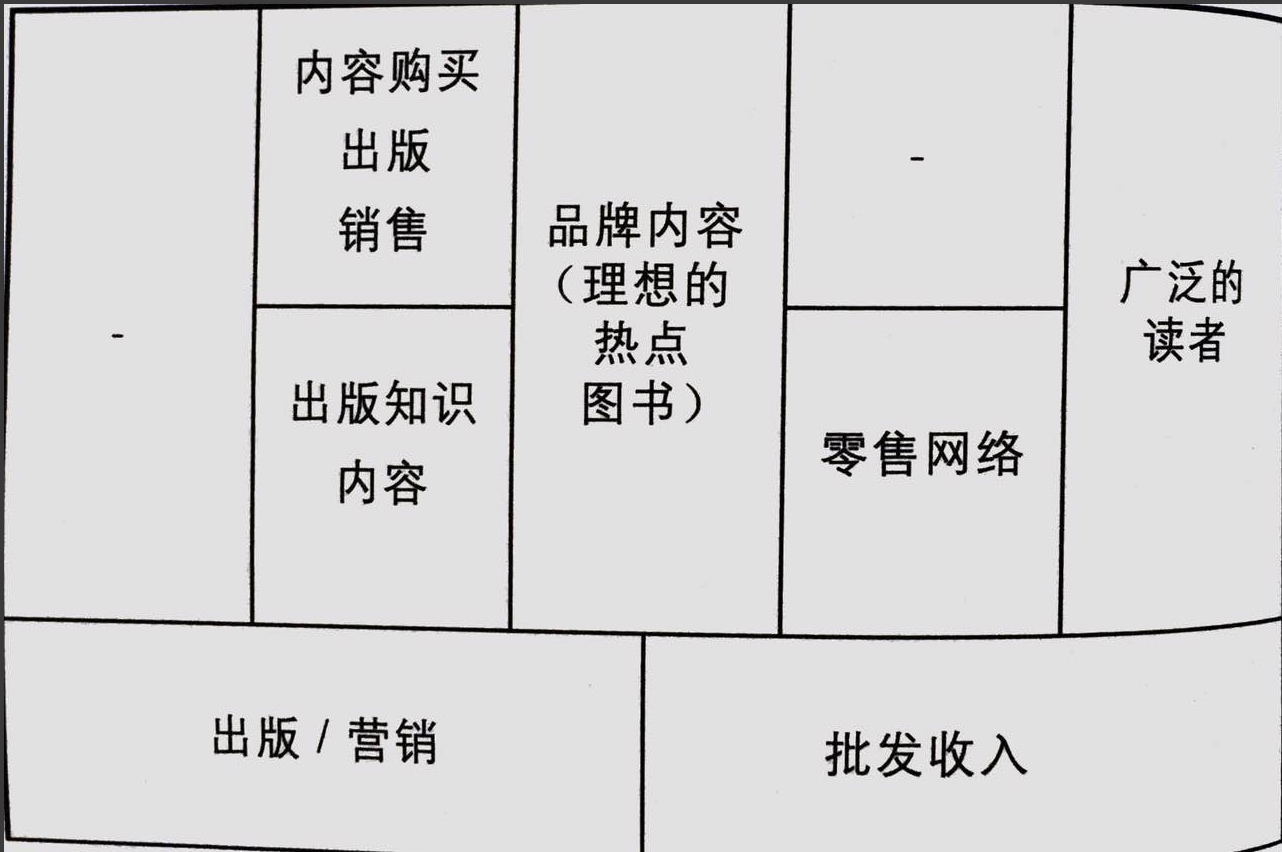 -
内容购买
出版
销售
出版知识
内容
品牌内容
（理想的
热点
图书）
-
零售网络
广泛的
读者
出版 / 营销
批发收入